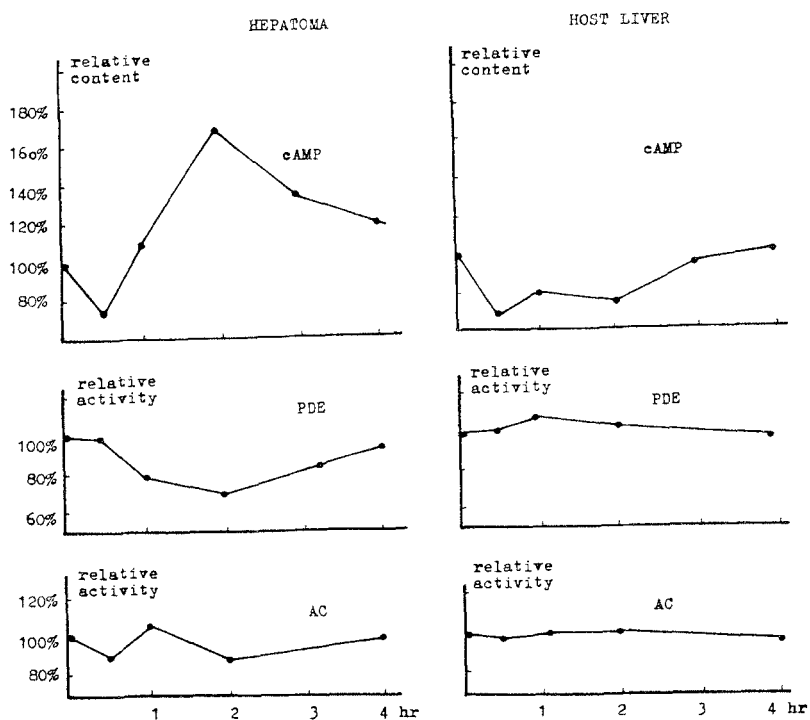 HEPATOMA
HOST LIVER
relative
content
180%
16o%
140%
120%
100%
80%
cAMP
relative
content
cAMP
relative
activity
100%
80%
60%
PDE
relative
activity
PDE
relative
activity
120%
100%
80%
AC
1 2 3 4 hr
relative
activity
AC
1 2 3 4 hr